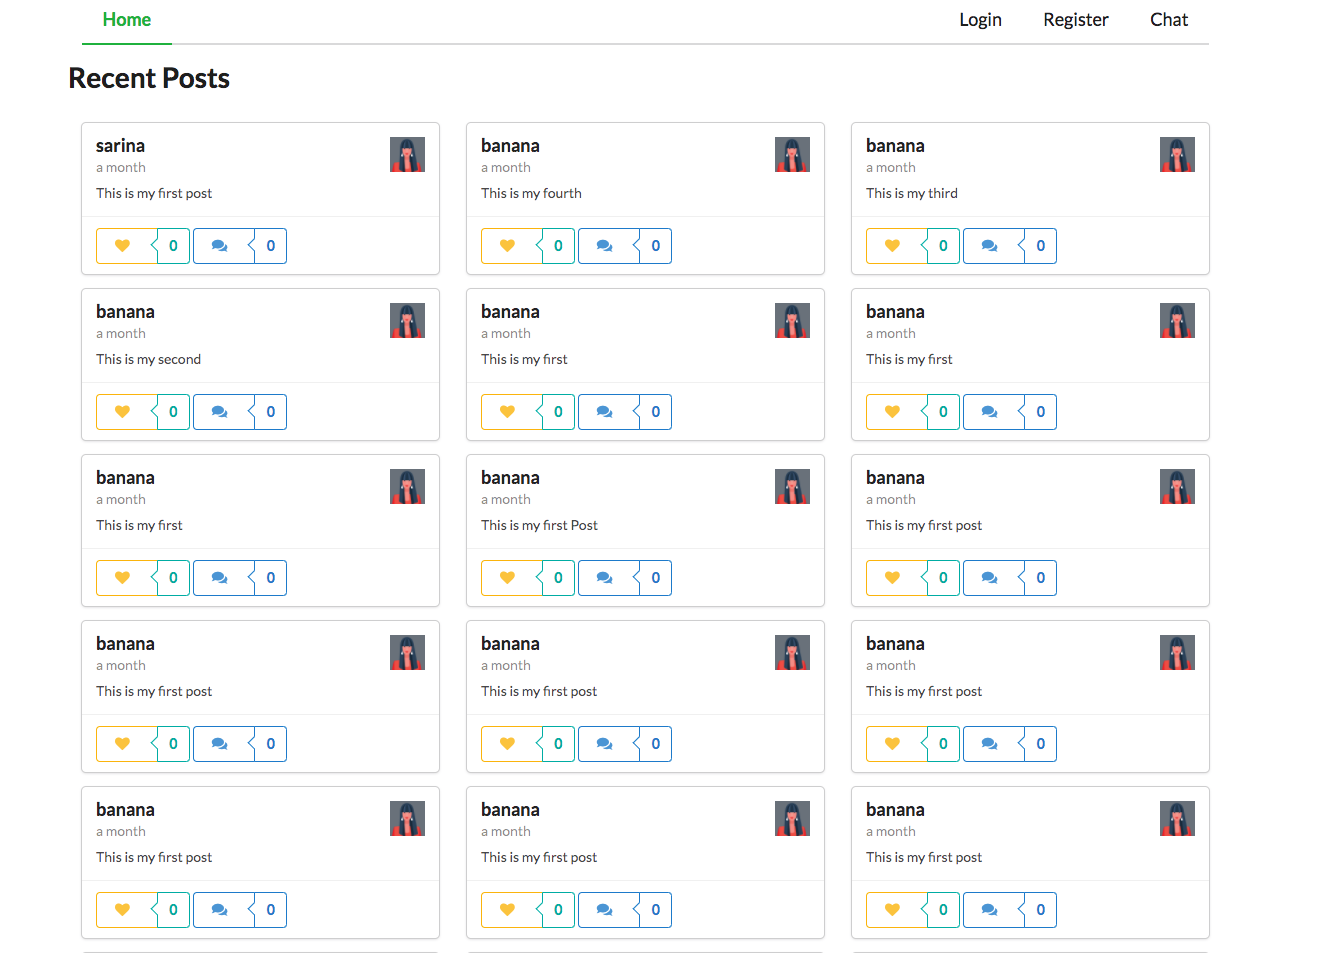 Home Login Register Chat
Recent Posts
sarina
a month
This is my first post
0 0
banana
a month
This is my fourth
0 0
banana
a month
This is my third
0 0
banana
a month
This is my second
0 0
banana
a month
This is my first
0 0
banana
a month
This is my first
0 0
banana
a month
This is my first
0 0
banana
a month
This is my first Post
0 0
banana
a month
This is my first post
0 0
banana
a month
This is my first post
0 0
banana
a month
This is my first post
0 0
banana
a month
This is my first post
0 0
banana
a month
This is my first post
0 0
banana
a month
This is my first post
0 0
banana
a month
This is my first post
0 0